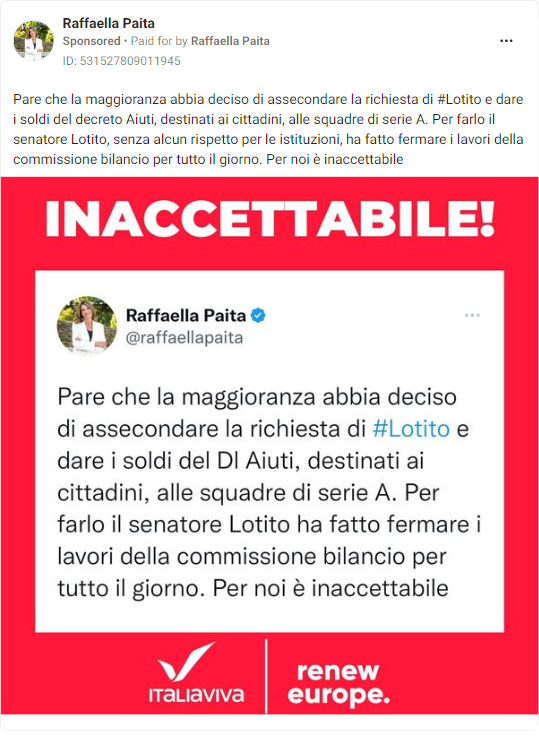 Raffaella Paita
Sponsored • Paid for by Raffaella Paita
ID: 531527809011945
Pare che la maggioranza abbia deciso di assecondare la richiesta di #Lotito e dare
i soldi del decreto Aiuti, destinati ai cittadini, alle squadre di serie A. Per farlo il
senatore Lotito, senza alcun rispetto per le istituzioni, ha fatto fermare i lavori della
commissione bilancio per tutto il giorno. Per noi è inaccettabile
INACCETTABILE!
Raffaella Paita
@raffaellapaita
Pare che la maggioranza abbia deciso
di assecondare la richiesta di #Lotito e
dare i soldi del Dl Aiuti, destinati ai
cittadini, alle squadre di serie A. Per
farlo il senatore Lotito ha fatto fermare i
lavori della commissione bilancio per
tutto il giorno. Per noi è inaccettabile
ITALIAVIVA
renew
europe.